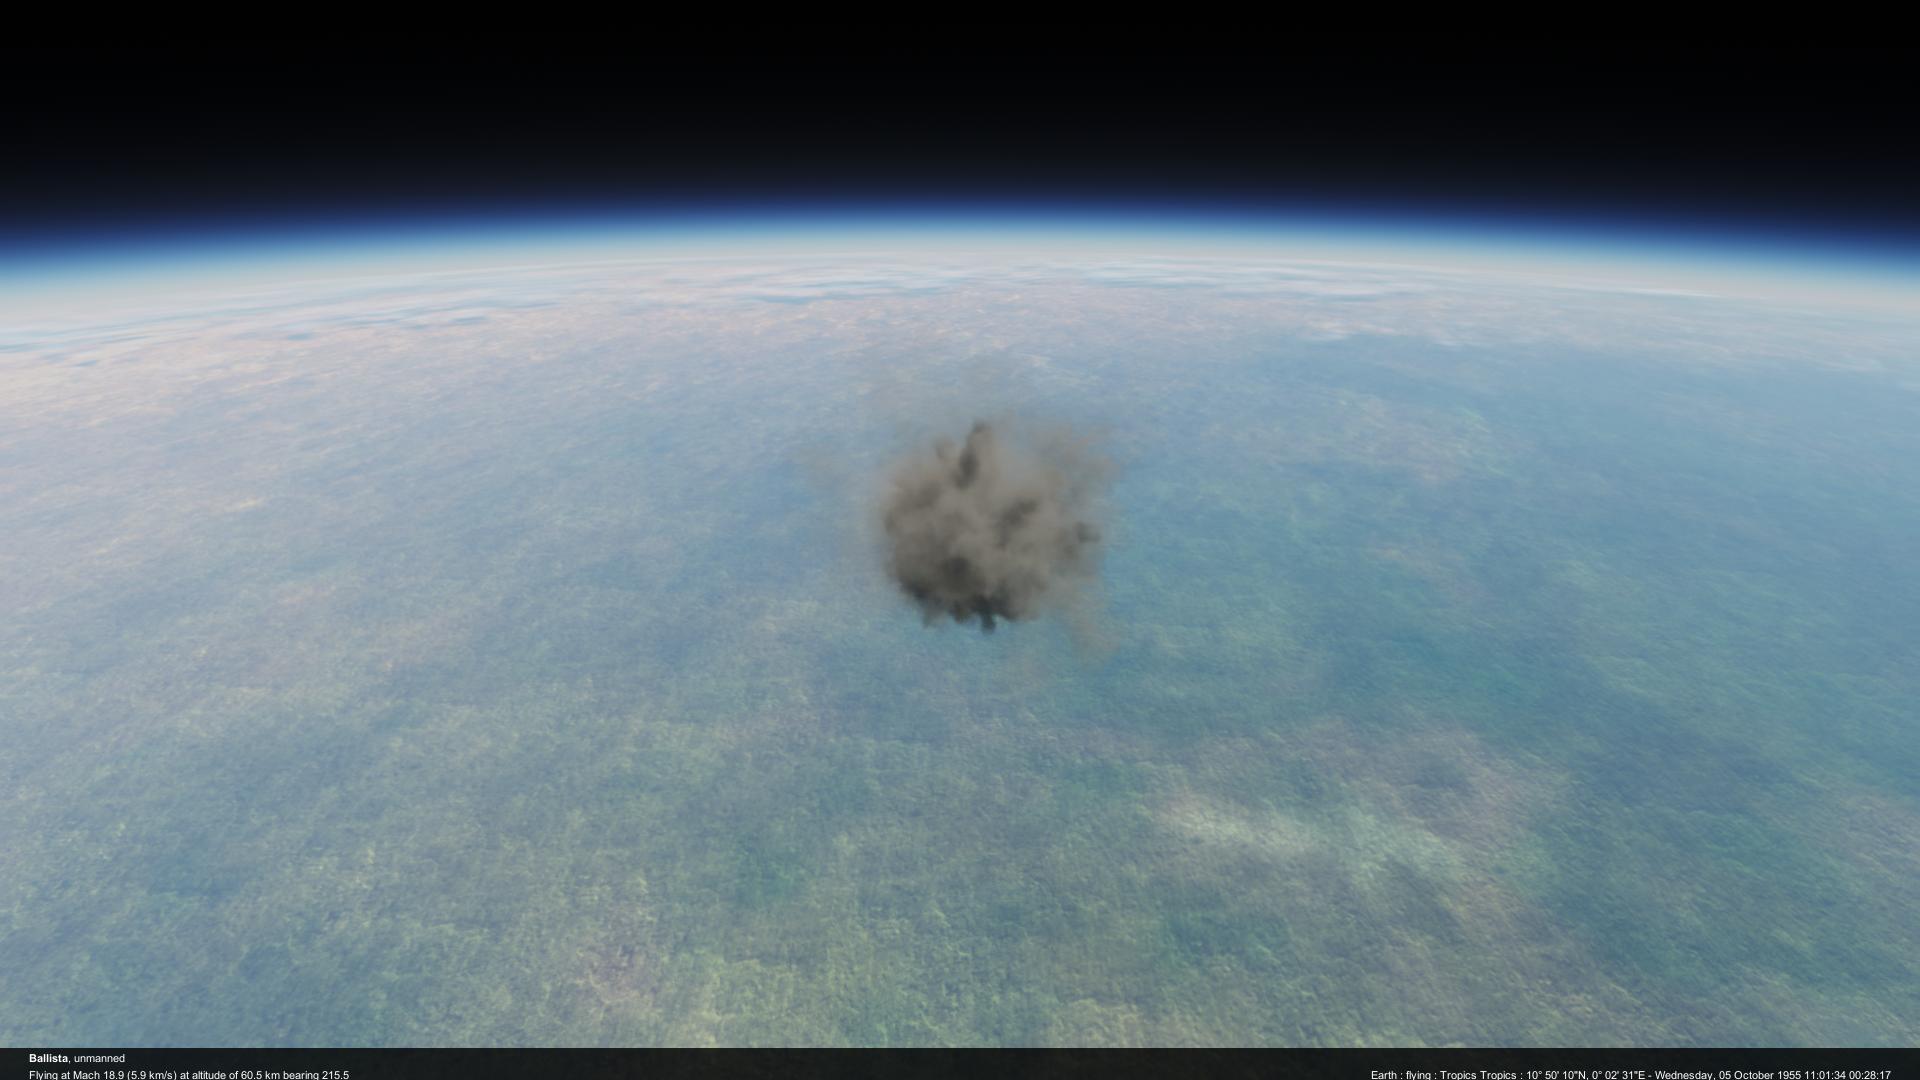 Ballista, unmanned
Flying at Mach 18.9 (5.9 km/s) at altitude of 60.5 km bearing 215.5
Earth : flying : Tropics Tropics : 10° 50' 10"N, 0° 02' 31"E - Wednesday, 05 October 1955 11:01:34 00:28:17